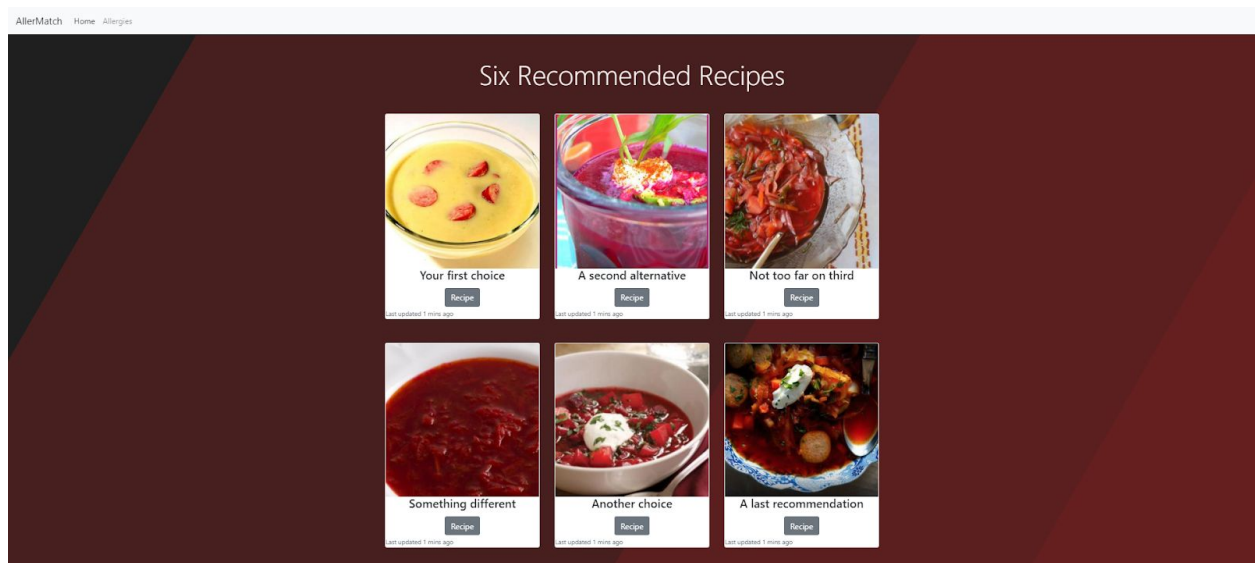 AllerMatch Home Allergies
Six Recommended Recipes
Your first choice
Recipe
Last updated 1 mins ago
A second alternative
Recipe
Last updated 1 mins ago
Not too far on third
Recipe
Last updated 1 mins ago
Something different
Recipe
Last updated 1 mins ago
Another choice
Recipe
Last updated 1 mins ago
A last recommendation
Recipe
Last updated 1 mins ago